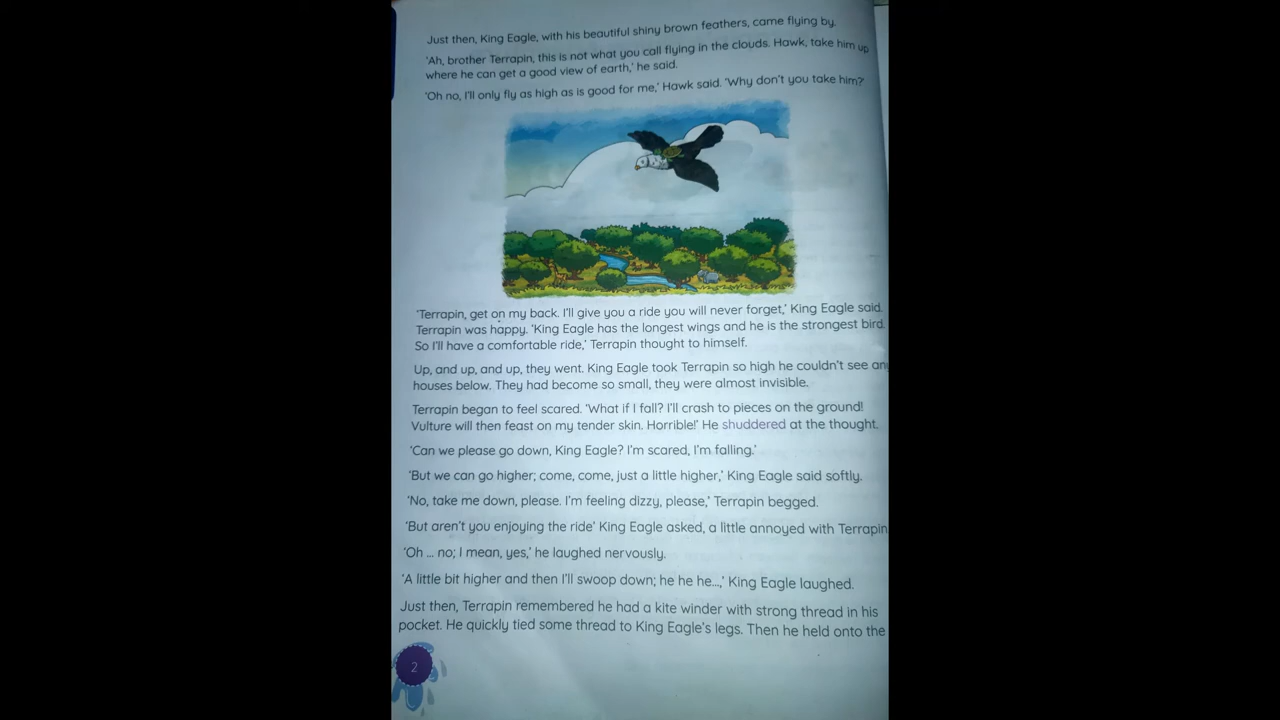 Just then, King Eagle, with his beautiful shiny brown feathers, came flying by.
'Ah, brother Terrapin, this is not what you call flying in the clouds. Hawk, take him up
where he can get a good view of earth,' he said.
'Oh no, I'll only fly as high as is good for me,' Hawk said. 'Why don't you take him?'
'Terrapin, get on my back. I'll give you a ride you will never forget,' King Eagle said.
Terrapin was happy. 'King Eagle has the longest wings and he is the strongest bird.
So I'll have a comfortable ride,' Terrapin thought to himself.
Up, and up, and up, they went. King Eagle took Terrapin so high he couldn't see
houses below. They had become so small, they were almost invisible.
Terrapin began to feel scared. 'What if I fall? I'll crash to pieces on the ground!
Vulture will then feast on my tender skin. Horrible!' He shuddered at the thought.
'Can we please go down, King Eagle? I'm scared, I'm falling.'
'But we can go higher; come, come, just a little higher,' King Eagle said softly.
'No, take me down, please. I'm feeling dizzy, please,' Terrapin begged.
'But aren't you enjoying the ride' King Eagle asked, a little annoyed with Terrapin
'Oh ... no; I mean, yes,' he laughed nervously.
'A little bit higher and then I'll swoop down; he he he...,' King Eagle laughed.
Just then, Terrapin remembered he had a kite winder with strong thread in his
pocket. He quickly tied some thread to King Eagle's legs. Then he held onto the
2